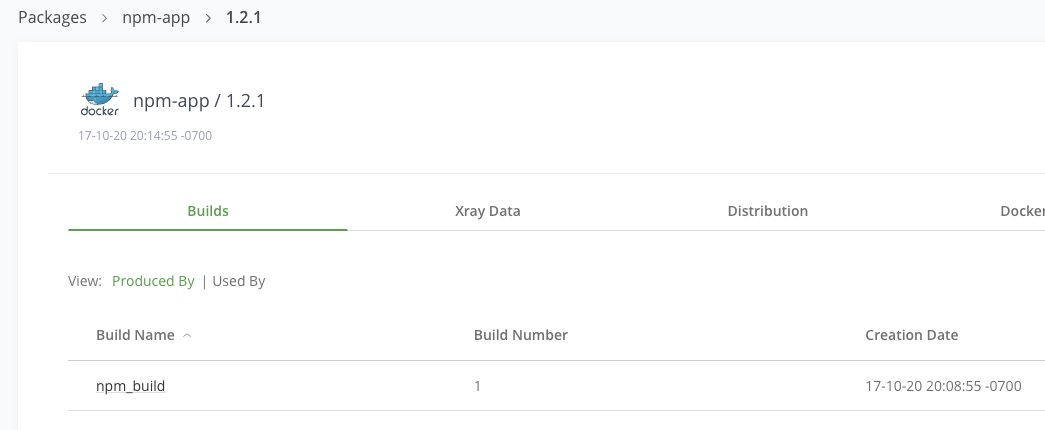 Packages > npm-app > 1.2.1
docker npm-app / 1.2.1
17-10-20 20:14:55 -0700
Builds Xray Data Distribution Docker
View: Produced By | Used By
Build Name Build Number Creation Date
npm_build 1 17-10-20 20:08:55 -0700